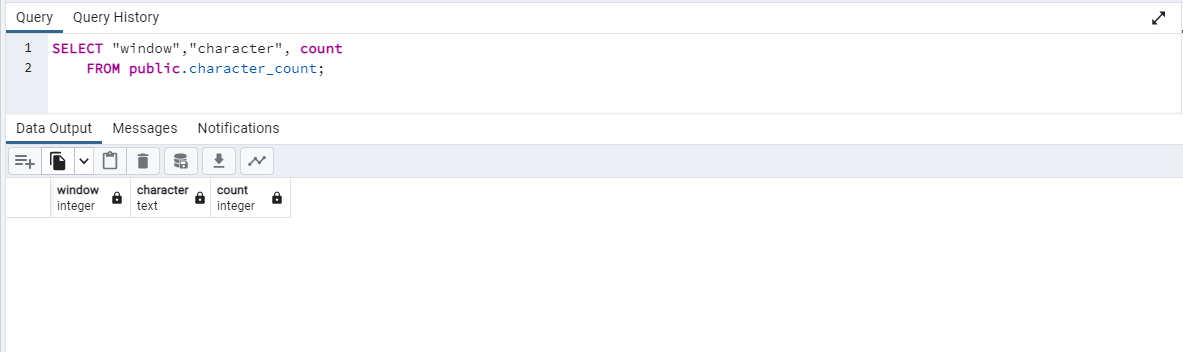 Query Query History
1 SELECT "window","character", count
2 FROM public.character_count;
Data Output Messages Notifications
window character count
integer text integer